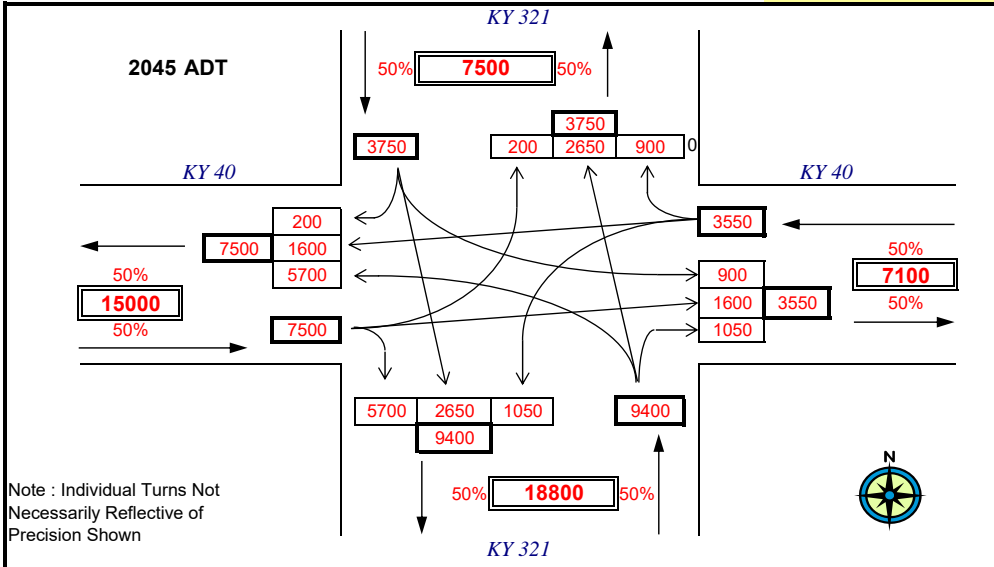 KY 321
2045 ADT
50% 7500 50%
3750
3750
200 2650 900 0
KY 40
KY 40
200
3550
7500 1600
50%
5700
900
7100
50%
15000
1600 3550
50%
50%
7500
1050
5700 2650 1050
9400
9400
N
Note : Individual Turns Not
Necessarily Reflective of
Precision Shown
50% 18800 50%
KY 321